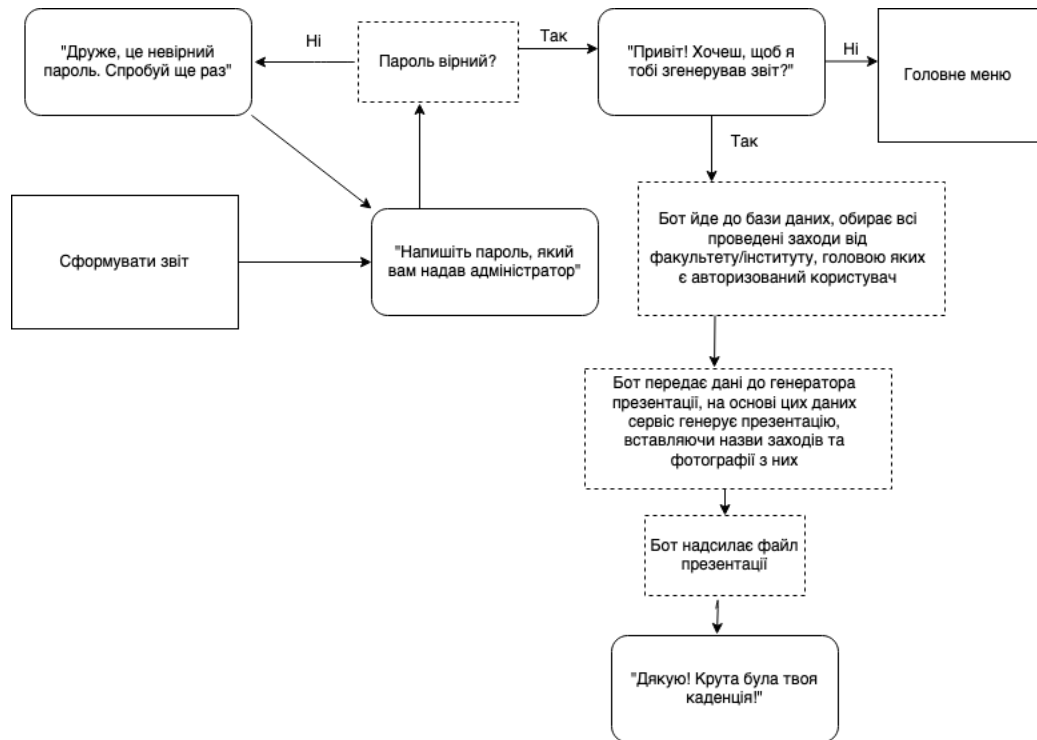 "Друже, це невірний
пароль. Спробуй ще раз"
Ні
Пароль вірний?
Так
"Привіт! Хочеш, щоб я
тобі згенерував звіт?"
Ні
Головне меню
Так
Сформувати звіт
"Напишіть пароль, який
вам надав адміністратор"
Бот йде до бази даних, обирає всі
проведені заходи від
факультету/інституту, головою яких
є авторизований користувач
Бот передає дані до генератора
презентації, на основі цих даних
сервіс генерує презентацію,
вставляючи назви заходів та
фотографії з них
Бот надсилає файл
презентації
"Дякую! Крута була твоя
каденція!"